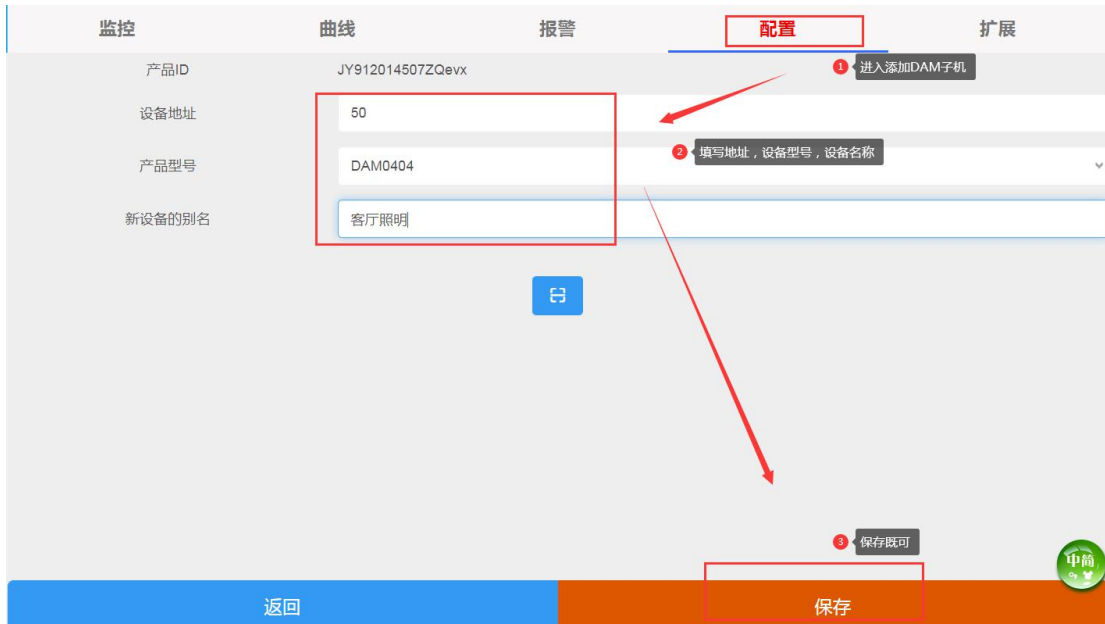 监控 曲线 报警 配置 扩展
产品ID JY912014507ZQevx
1 进入添加DAM子机
设备地址 50
2 填写地址，设备型号，设备名称
产品型号 DAM0404
新设备的别名 客厅照明
3 保存既可
中简
返回 保存